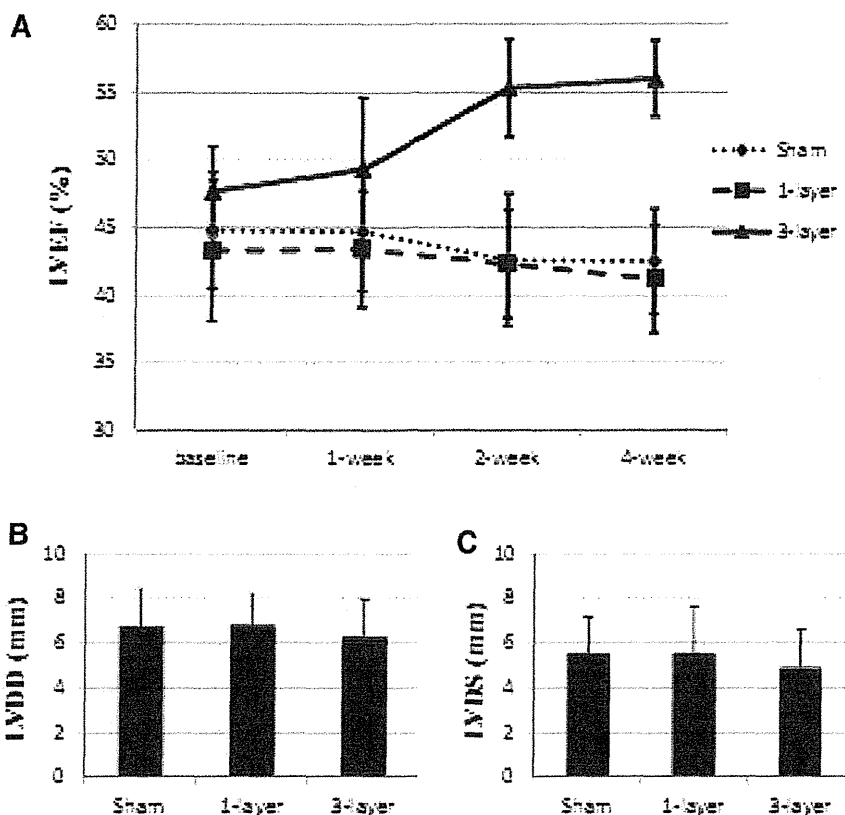 A
LVEF (%)
60
55
50
45
40
35
30
baseline 1-week 2-week 4-week
Sham
1-layer
3-layer
B
LVDD (mm)
10
8
6
4
2
0
Sham 1-layer 3-layer
C
LVDS (mm)
10
8
6
4
2
0
Sham 1-layer 3-layer